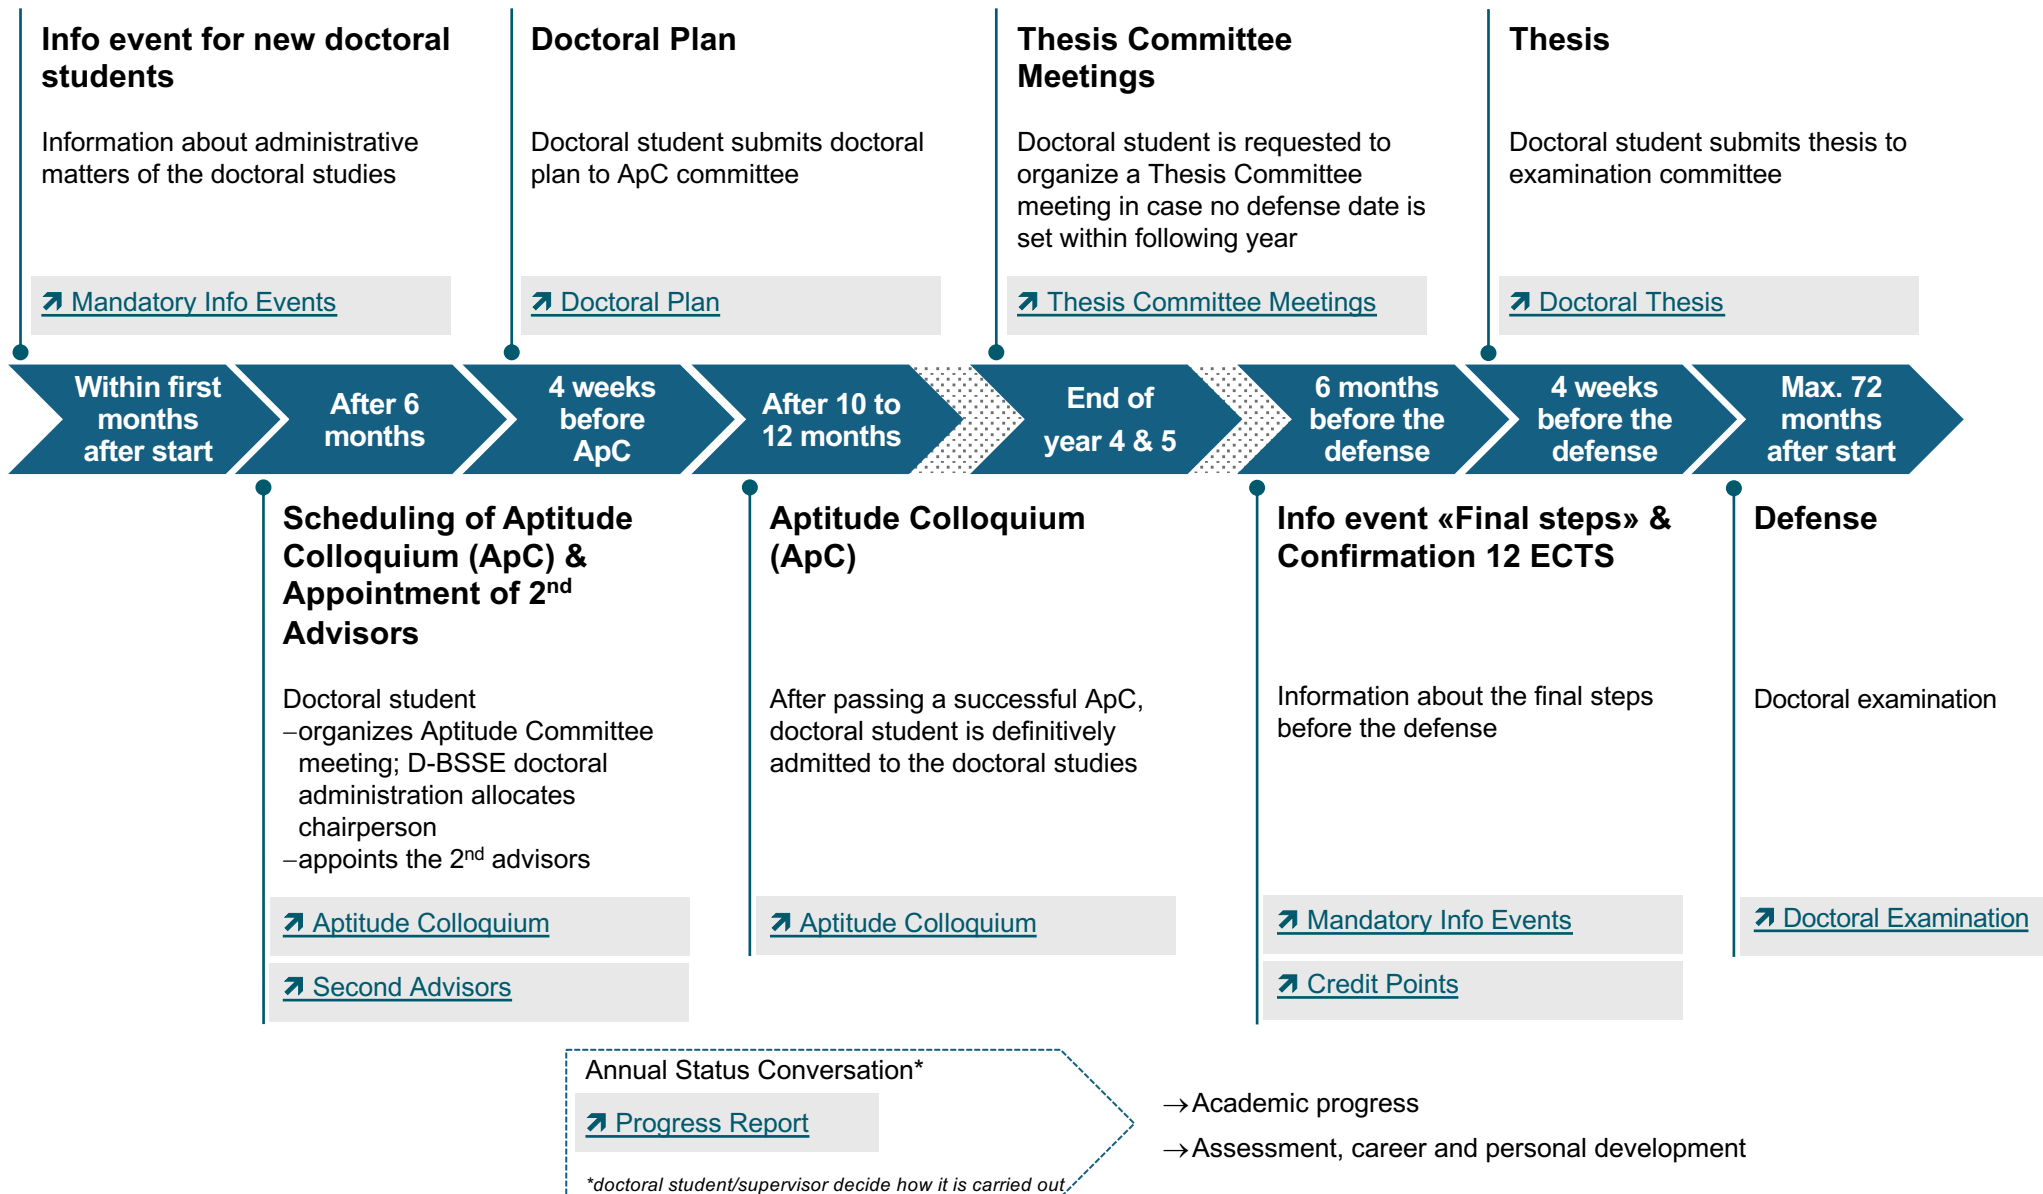 Info event for new doctoral
students
Information about administrative
matters of the doctoral studies
↗ Mandatory Info Events
Doctoral Plan
Doctoral student submits doctoral
plan to ApC committee
↗ Doctoral Plan
Thesis Committee
Meetings
Doctoral student is requested to
organize a Thesis Committee
meeting in case no defense date is
set within following year
↗ Thesis Committee Meetings
Thesis
Doctoral student submits thesis to
examination committee
↗ Doctoral Thesis
Within first
months
after start
After 6
months
4 weeks
before
ApC
After 10 to
12 months
End of
year 4 & 5
6 months
before the
defense
4 weeks
before the
defense
Max. 72
months
after start
Scheduling of Aptitude
Colloquium (ApC) &
Appointment of 2nd
Advisors
Doctoral student
–organizes Aptitude Committee
meeting; D-BSSE doctoral
administration allocates
chairperson
–appoints the 2nd advisors
↗ Aptitude Colloquium
↗ Second Advisors
Aptitude Colloquium
(ApC)
After passing a successful ApC,
doctoral student is definitively
admitted to the doctoral studies
↗ Aptitude Colloquium
Info event «Final steps» &
Confirmation 12 ECTS
Information about the final steps
before the defense
↗ Mandatory Info Events
↗ Credit Points
Defense
Doctoral examination
↗ Doctoral Examination
Annual Status Conversation*
↗ Progress Report
*doctoral student/supervisor decide how it is carried out
→Academic progress
→Assessment, career and personal development